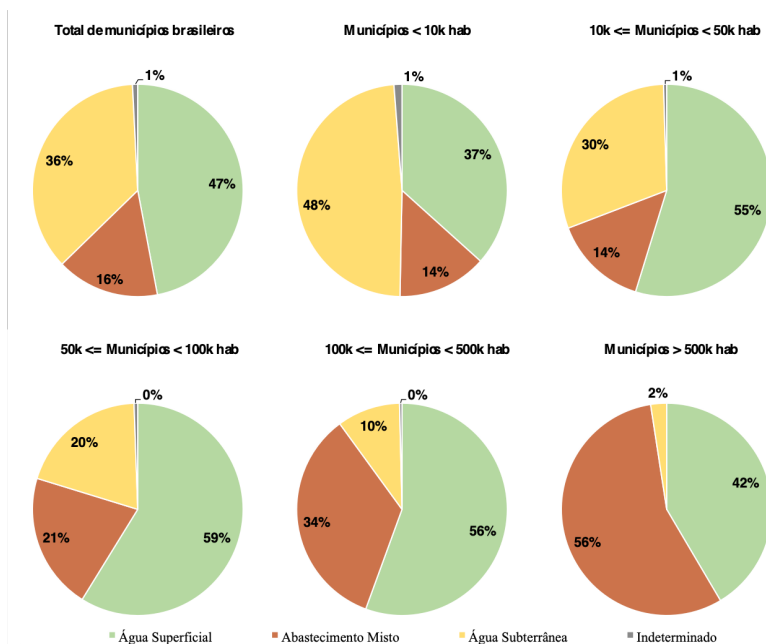 Total de municípios brasileiros
1%
36%
47%
16%
Municípios < 10k hab
1%
37%
48%
14%
10k <= Municípios < 50k hab
1%
30%
55%
14%
50k <= Municípios < 100k hab
0%
20%
21%
59%
100k <= Municípios < 500k hab
0%
10%
34%
56%
Municípios > 500k hab
2%
42%
56%
Água Superficial
Abastecimento Misto
Água Subterrânea
Indeterminado